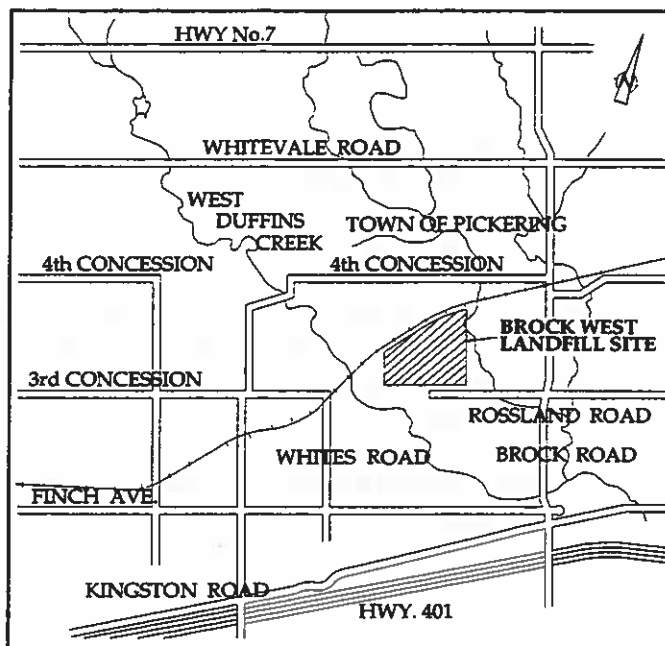 HWY No.7
N
WHITEVALE ROAD
WEST
DUFFINS
CREEK
TOWN OF PICKERING
4th CONCESSION
4th CONCESSION
BROCK WEST
LANDFILL SITE
3rd CONCESSION
ROSSLAND ROAD
WHITES ROAD
BROCK ROAD
FINCH AVE.
KINGSTON ROAD
HWY. 401